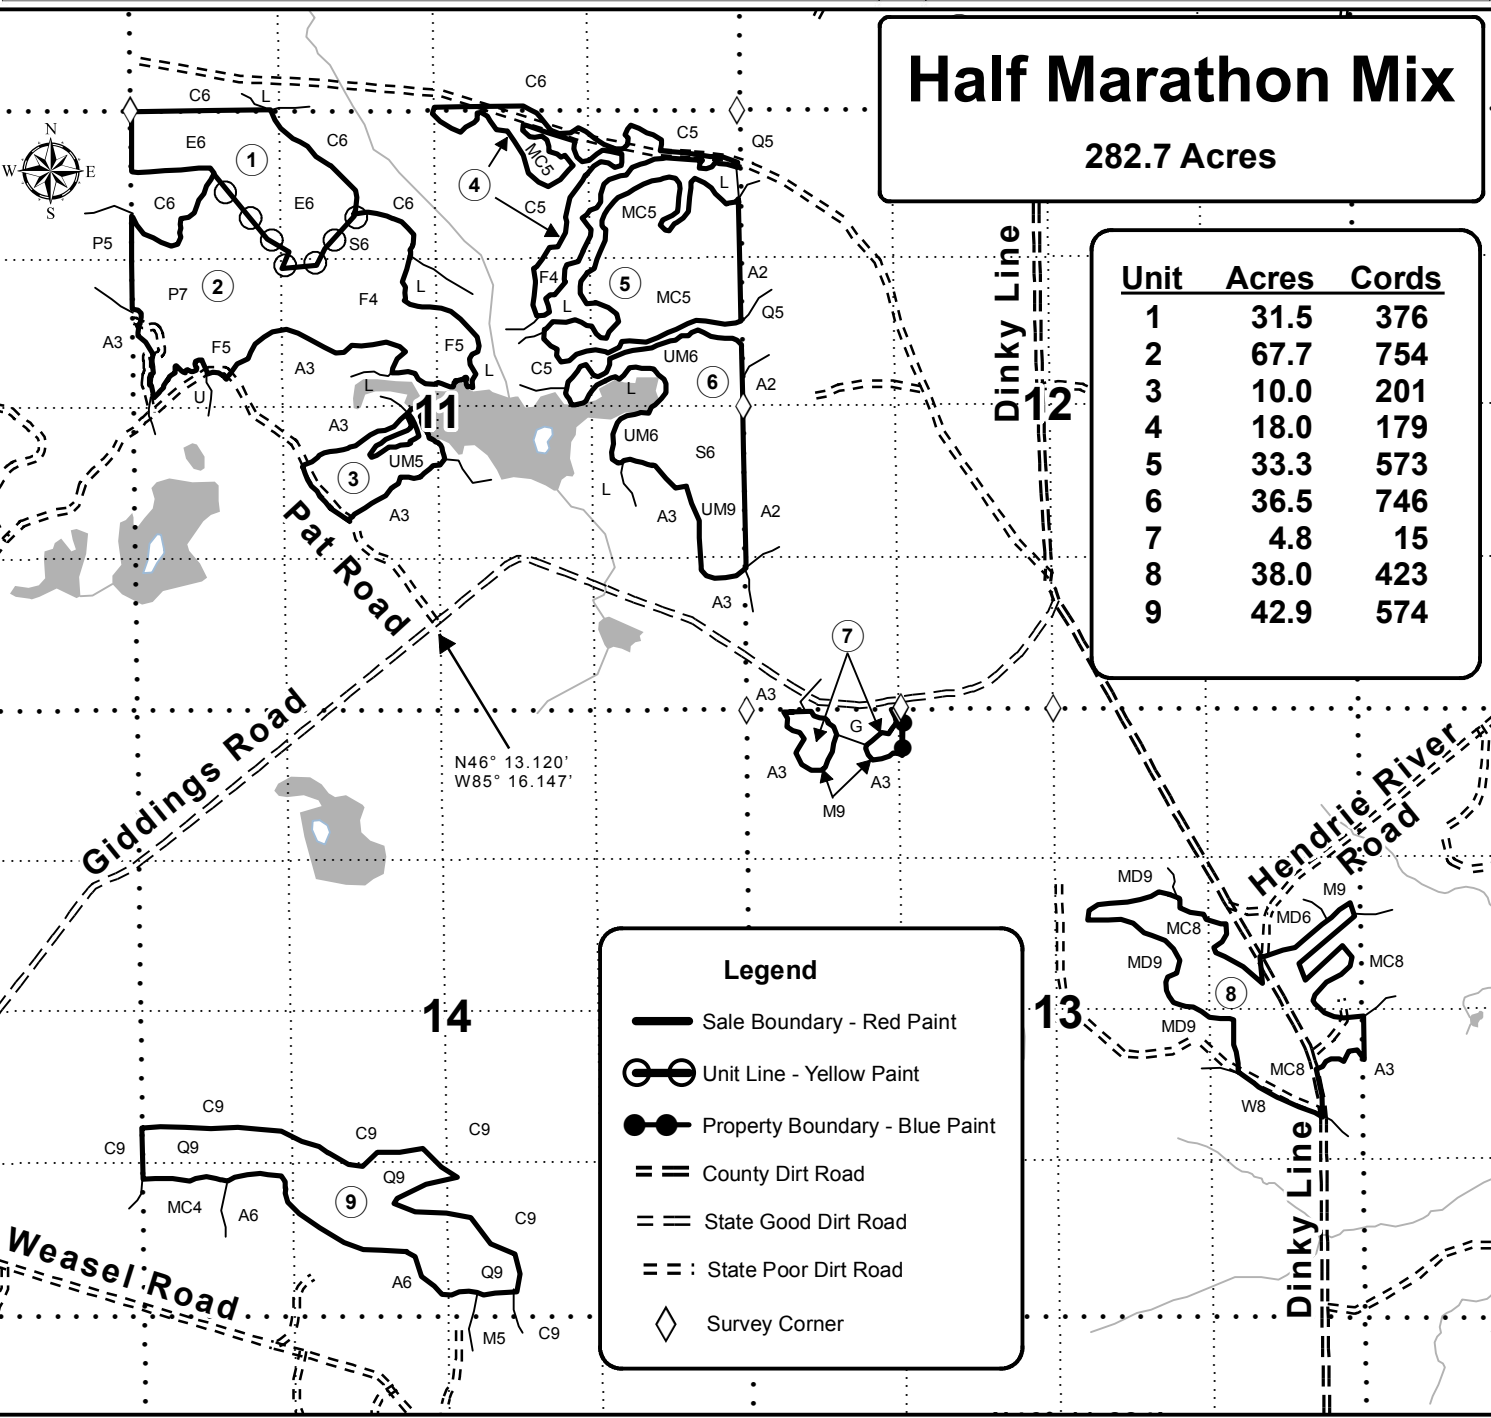 Half Marathon Mix
282.7 Acres
Unit Acres Cords
1 31.5 376
2 67.7 754
3 10.0 201
4 18.0 179
5 33.3 573
6 36.5 746
7 4.8 15
8 38.0 423
9 42.9 574
N
W E
S
C6 L
C6
C6
C5
Q5
E6
1
C6
MC5
4
L
C6
E6
C6
C5
MC5
P5
S6
A2
F4
5
P7
2
F4
L
L
MC5
Q5
A3
F5
F5
A3
L
C5
UM6
6
A2
L
U
L
11
Dinky Line
12
A3
UM6
S6
UM5
3
L
A3
UM9
A2
A3
Pat Road
A3
7
A3
G
A3
A3
M9
Giddings Road
N46° 13.120'
W85° 16.147'
Hendrie River
Road
MD9
M9
MC8
MD6
MD9
MC8
8
13
MD9
MC8
A3
W8
14
Dinky Line
Legend
Sale Boundary - Red Paint
Unit Line - Yellow Paint
Property Boundary - Blue Paint
County Dirt Road
State Good Dirt Road
State Poor Dirt Road
Survey Corner
C9
C9
C9
C9
Q9
Q9
9
MC4
A6
C9
A6
Q9
M5
C9
Weasel Road